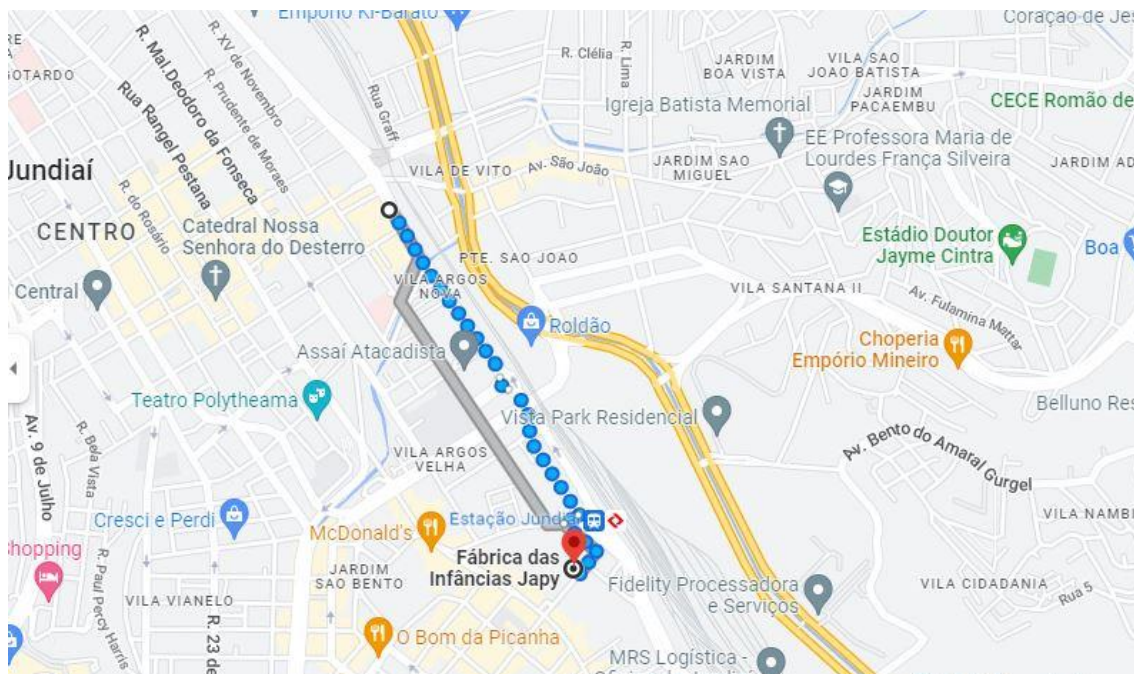 Empório Ki-Barato
Coração de Jes
R. XV de Novembro
R. Mal. Deodoro da Fonseca
R. Prudente de Moraes
Rua Rangel Pestana
Rua Graff
R. Clélia
R. Lima
JARDIM
BOA VISTA
VILA SAO
JOAO BATISTA
JARDIM
PACAEMBU
GOTARDO
Igreja Batista Memorial
CECE Romão de
EE Professora Maria de
Lourdes França Silveira
Jundiaí
VILA DE VITO
Av. São João
JARDIM SAO
MIGUEL
JARDIM AD
R. do Rosário
CENTRO
Catedral Nossa
Senhora do Desterro
Estádio Doutor
Jayme Cintra
Boa
PTE. SAO JOAO
VILA ARGOS
NOVA
Central
VILA SANTANA II
Av. Fulamina Mattar
Roldão
Assaí Atacadista
Choperia
Empório Mineiro
Teatro Polytheama
Vista Park Residencial
Belluno Res
Av. 9 de Julho
R. Bela Vista
VILA ARGOS
VELHA
Av. Bento do Amaral Gurgel
Cresci e Perdi
McDonald's
Estação Jundiaí
VILA NAMBI
Shopping
Fábrica das
Infâncias Japy
JARDIM
SAO BENTO
Fidelity Processadora
e Serviços
VILA CIDADANIA
Rua 5
VILA VIANELO
R. Paul Percy Harris
R. 23 de
O Bom da Picanha
MRS Logística -